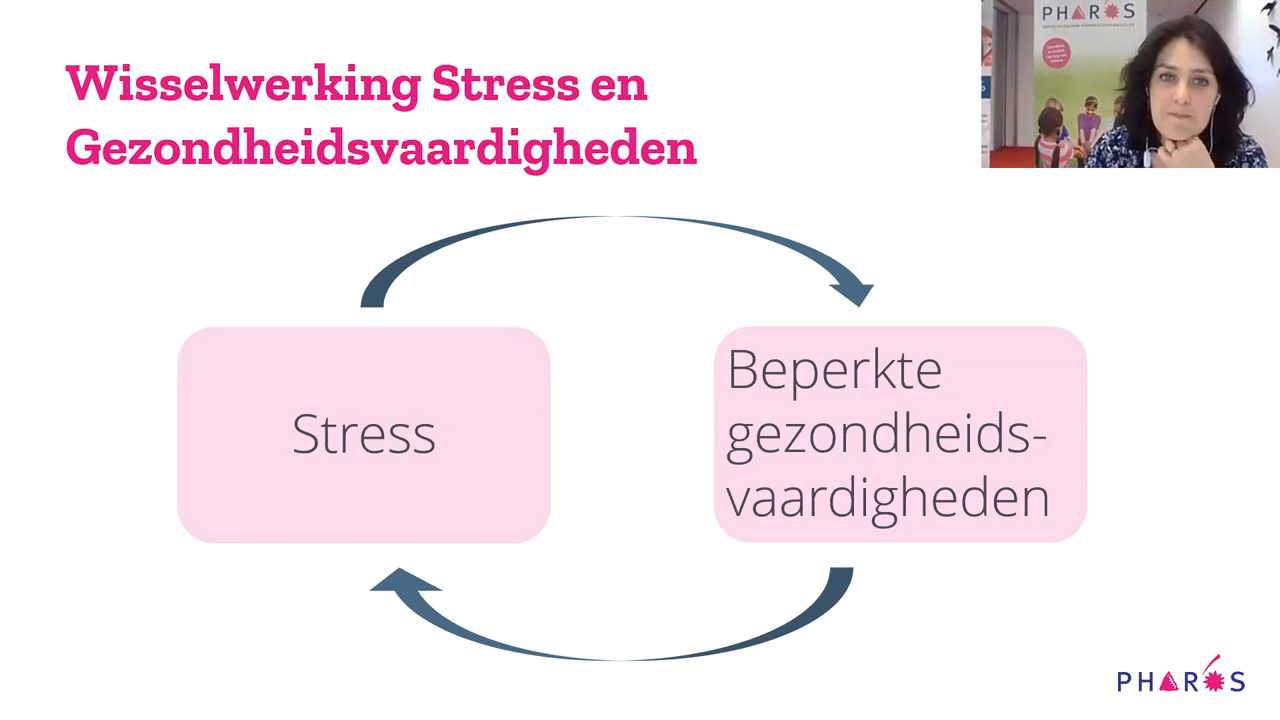 Wisselwerking Stress en
Gezondheidsvaardigheden
PHAROS
Stress
Beperkte
gezondheids-
vaardigheden
PHAROS